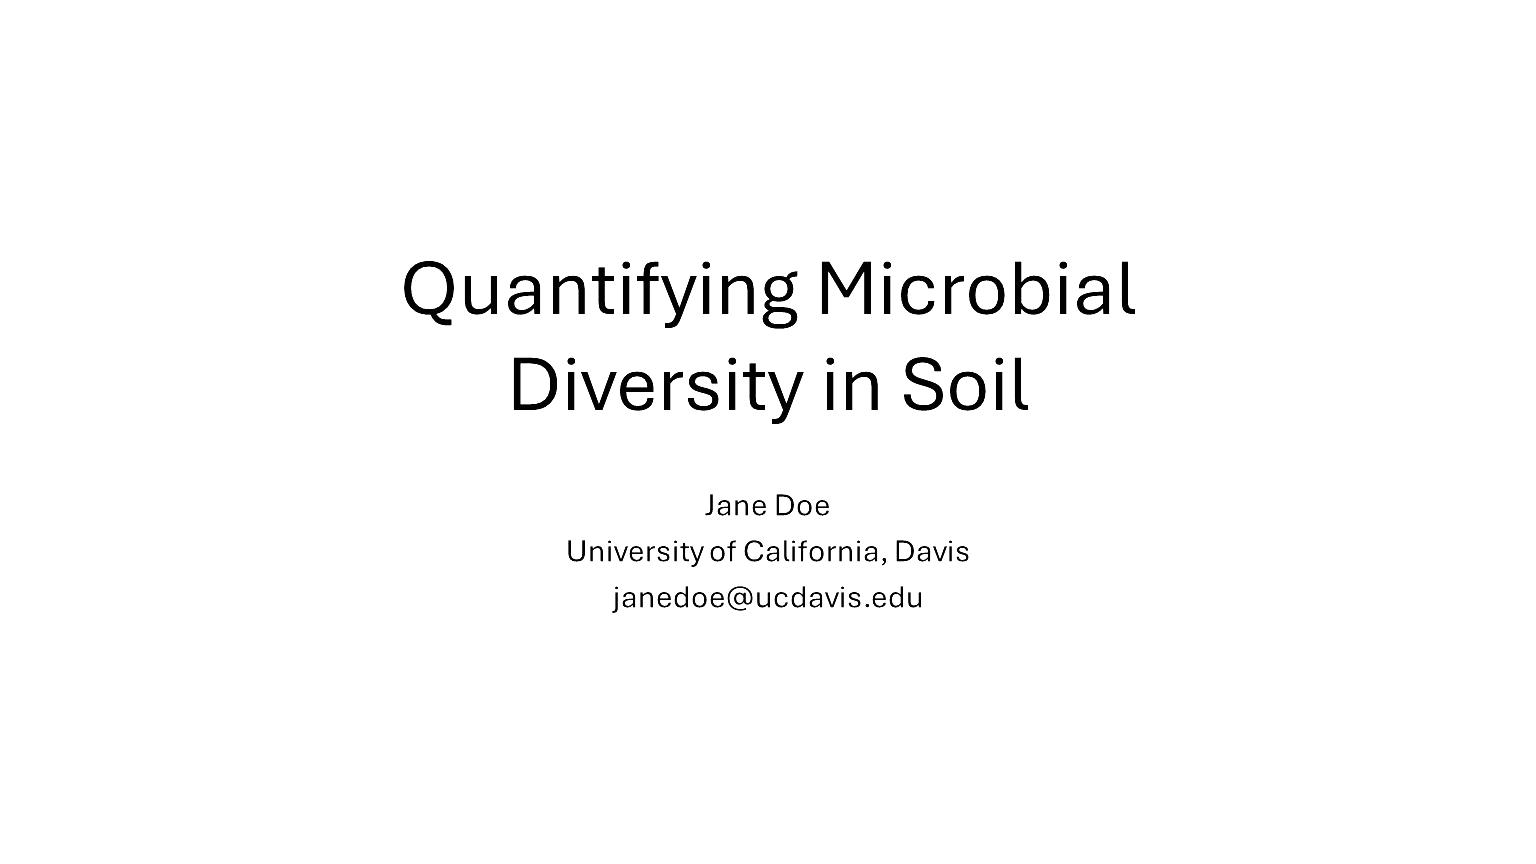 Quantifying Microbial
Diversity in Soil
Jane Doe
University of California, Davis
janedoe@ucdavis.edu